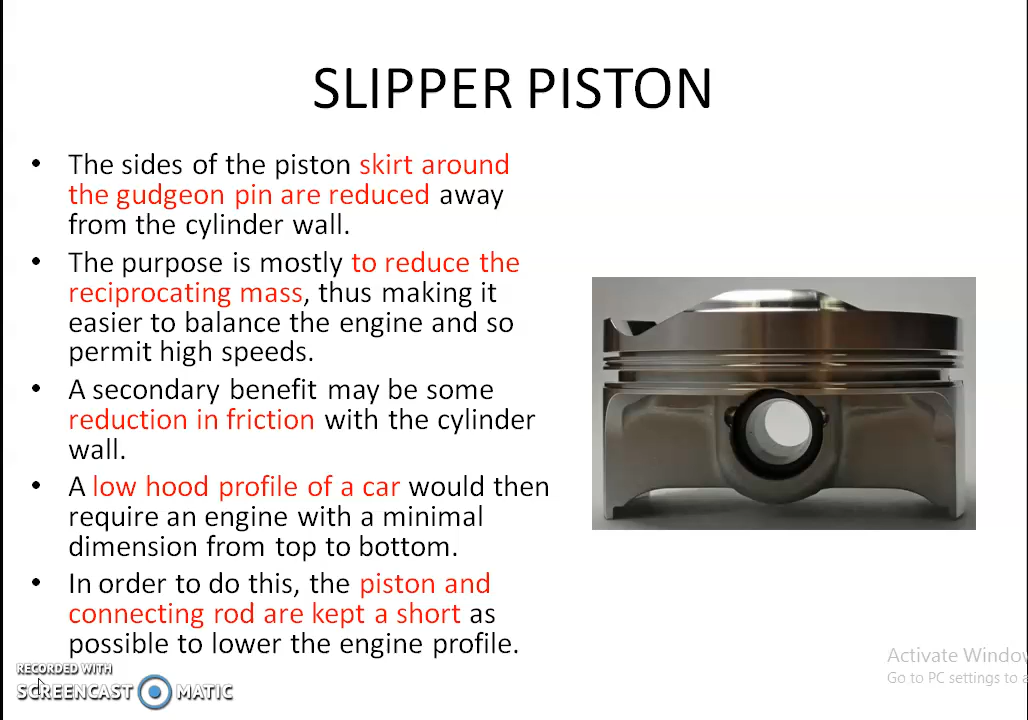 SLIPPER PISTON
• The sides of the piston skirt around
the gudgeon pin are reduced away
from the cylinder wall.
• The purpose is mostly to reduce the
reciprocating mass, thus making it
easier to balance the engine and so
permit high speeds.
• A secondary benefit may be some
reduction in friction with the cylinder
wall.
• A low hood profile of a car would then
require an engine with a minimal
dimension from top to bottom.
• In order to do this, the piston and
connecting rod are kept a short as
possible to lower the engine profile.
RECORDED WITH
SCREENCAST MATIC
Activate Windo
Go to PC settings to a